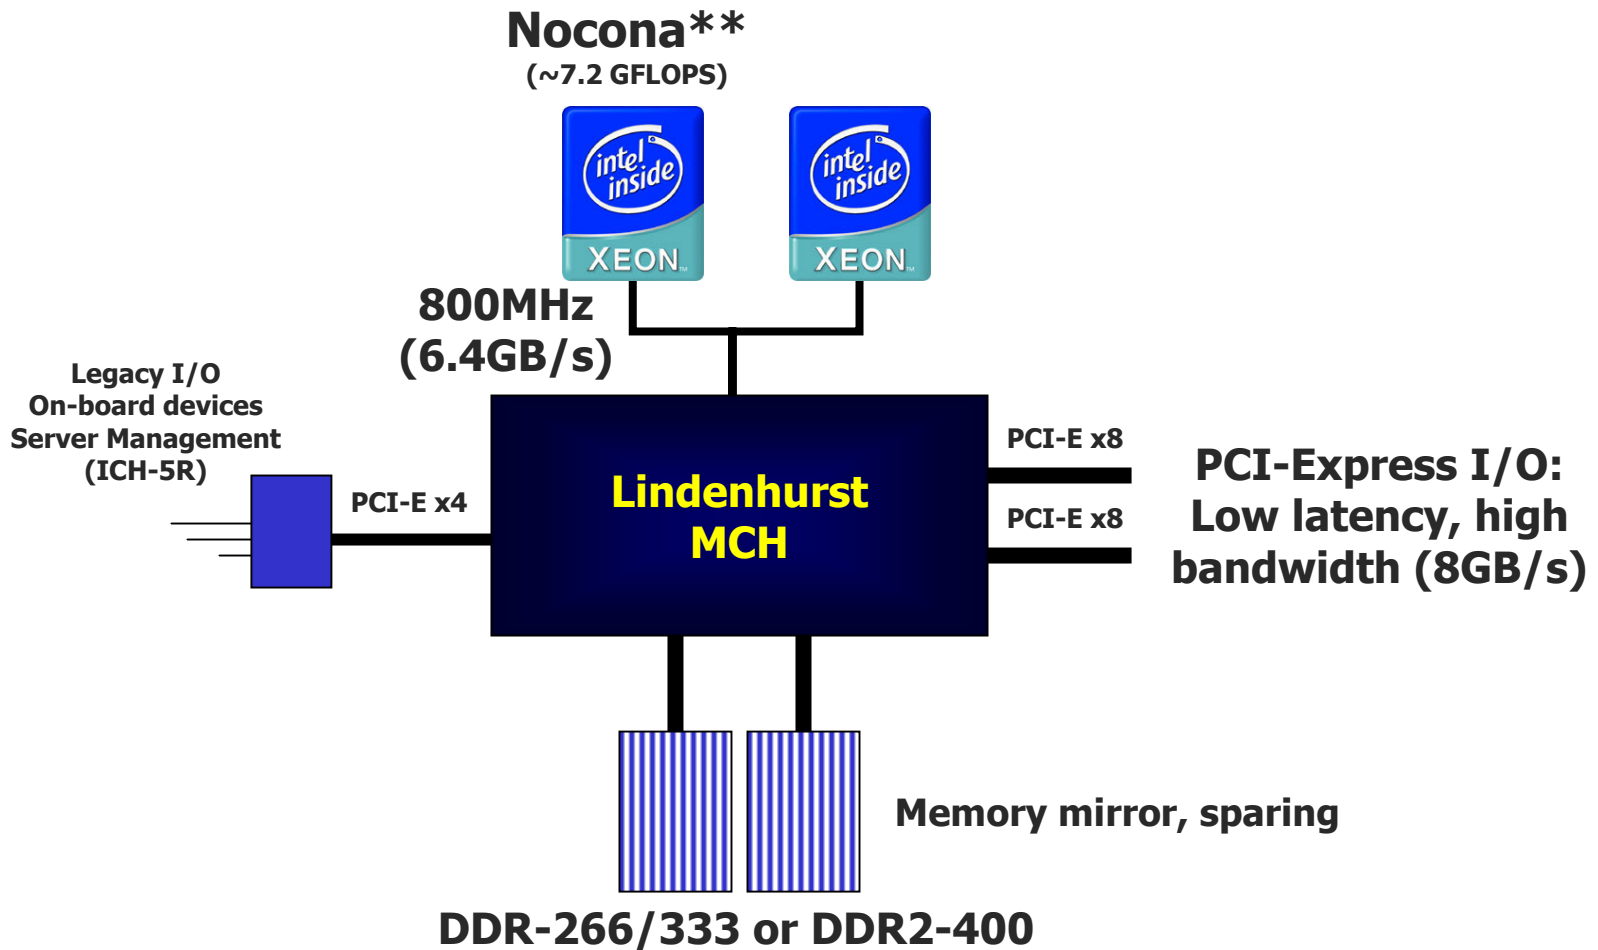 Nocona**
(~7.2 GFLOPS)
intel
inside
XEON™
intel
inside
XEON™
800MHz
(6.4GB/s)
Legacy I/O
On-board devices
Server Management
(ICH-5R)
PCI-E x4
Lindenhurst
MCH
PCI-E x8
PCI-E x8
PCI-Express I/O:
Low latency, high
bandwidth (8GB/s)
Memory mirror, sparing
DDR-266/333 or DDR2-400